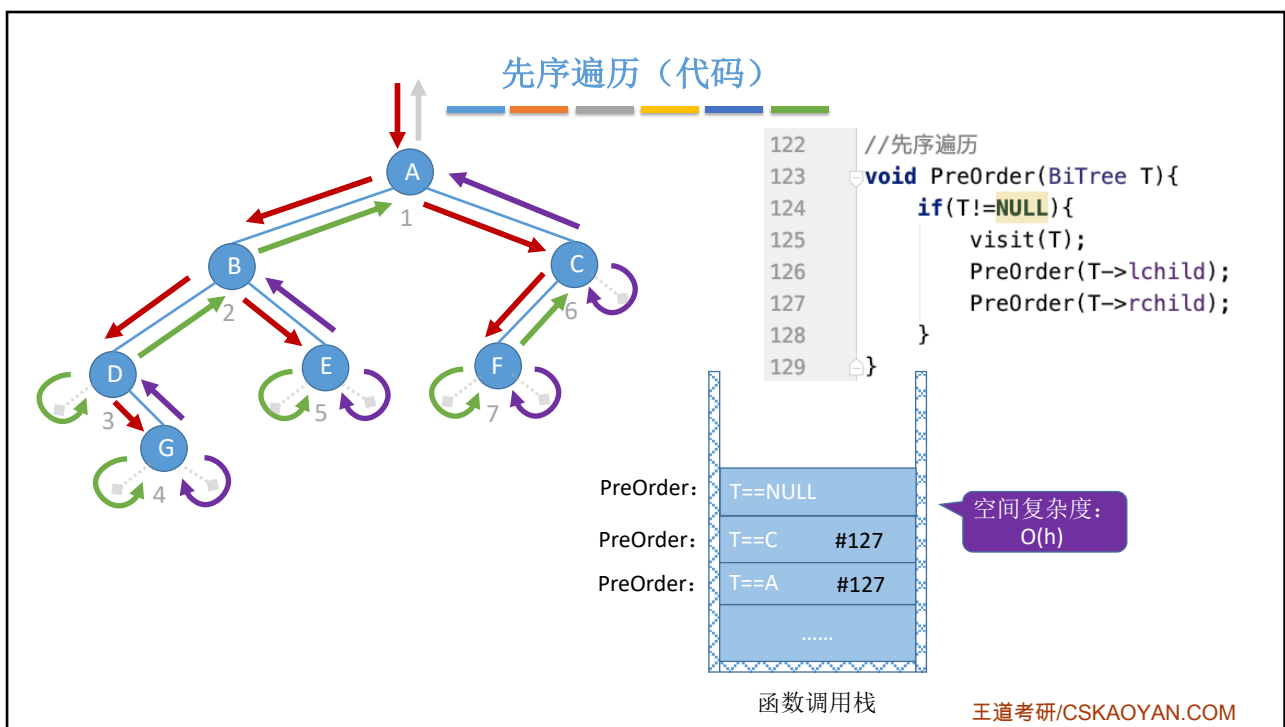 先序遍历（代码）
A
1
B
2
C
6
D
3
E
5
F
7
G
4
122 //先序遍历
123 void PreOrder(BiTree T){
124 if(T!=NULL){
125 visit(T);
126 PreOrder(T->lchild);
127 PreOrder(T->rchild);
128 }
129 }
PreOrder： T==NULL
PreOrder： T==C #127
PreOrder： T==A #127
……
空间复杂度：
O(h)
函数调用栈
王道考研/CSKAOYAN.COM